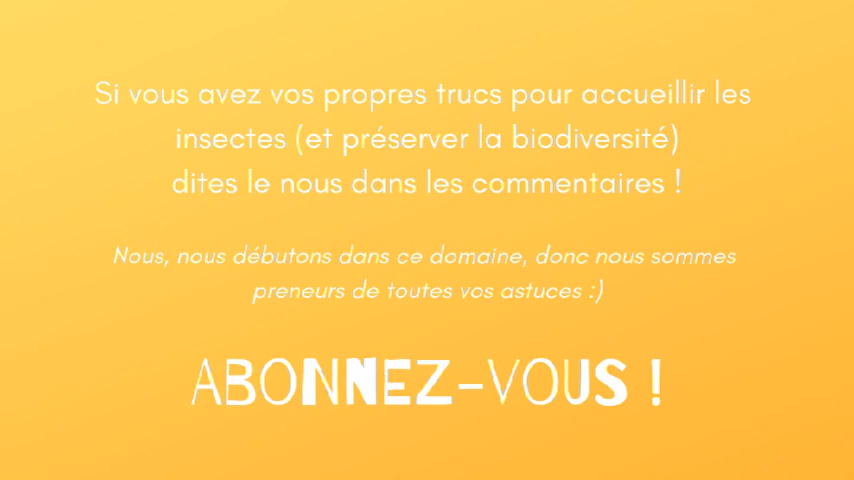 Si vous avez vos propres trucs pour accueillir les
insectes (et préserver la biodiversité)
dites le nous dans les commentaires !
Nous, nous débutons dans ce domaine, donc nous sommes
preneurs de toutes vos astuces :)
ABONNEZ-VOUS !